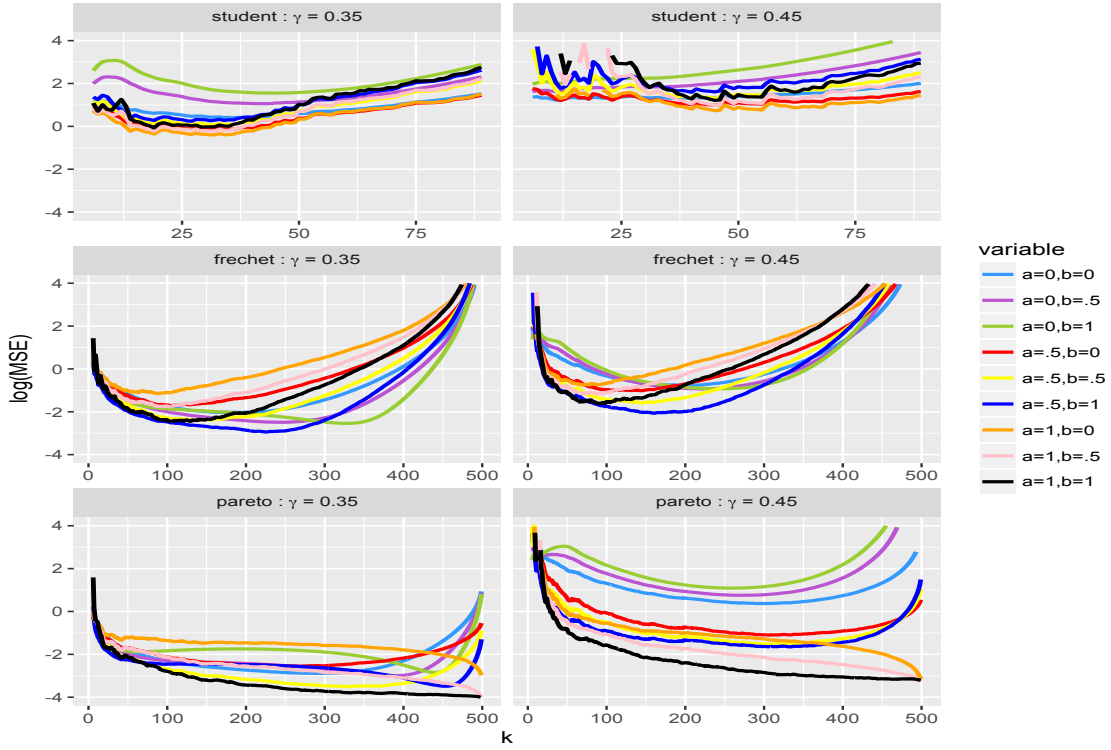 student : γ = 0.35
student : γ = 0.45
4
2
0
-2
-4
25
50
75
25
50
75
frechet : γ = 0.35
frechet : γ = 0.45
4
2
0
-2
-4
0
100
200
300
400
500
0
100
200
300
400
500
pareto : γ = 0.35
pareto : γ = 0.45
4
2
0
-2
-4
0
100
200
300
400
500
0
100
200
300
400
500
log(MSE)
k
variable
a=0,b=0
a=0,b=.5
a=0,b=1
a=.5,b=0
a=.5,b=.5
a=.5,b=1
a=1,b=0
a=1,b=.5
a=1,b=1